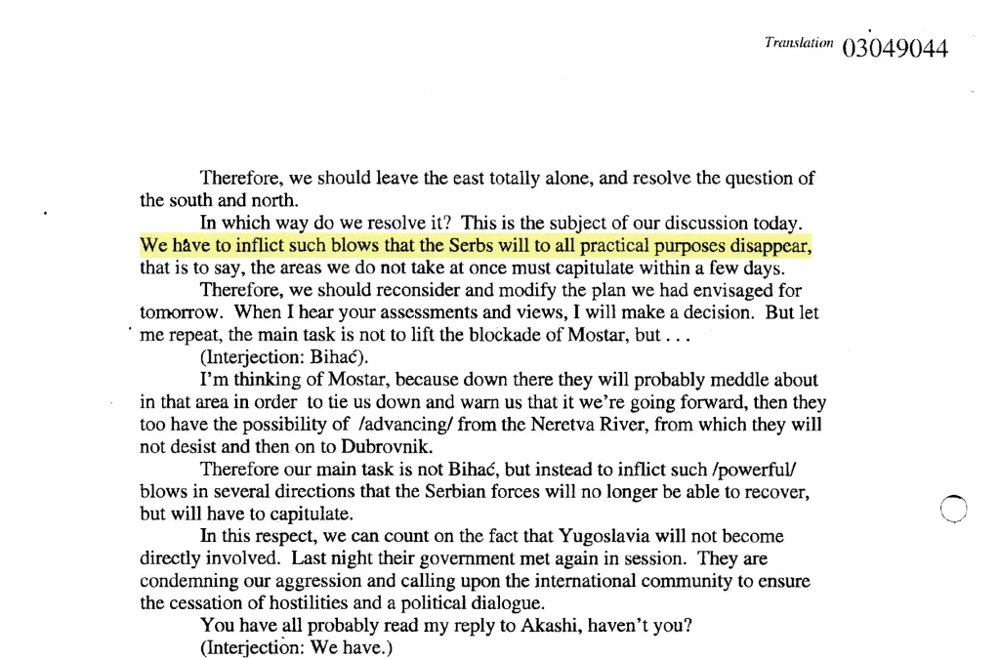 Translation 03049044
Therefore, we should leave the east totally alone, and resolve the question of
the south and north.
In which way do we resolve it? This is the subject of our discussion today.
We have to inflict such blows that the Serbs will to all practical purposes disappear,
that is to say, the areas we do not take at once must capitulate within a few days.
Therefore, we should reconsider and modify the plan we had envisaged for
tomorrow. When I hear your assessments and views, I will make a decision. But let
me repeat, the main task is not to lift the blockade of Mostar, but . . .
(Interjection: Bihać).
I'm thinking of Mostar, because down there they will probably meddle about
in that area in order to tie us down and warn us that it we're going forward, then they
too have the possibility of /advancing/ from the Neretva River, from which they will
not desist and then on to Dubrovnik.
Therefore our main task is not Bihać, but instead to inflict such /powerful/
blows in several directions that the Serbian forces will no longer be able to recover,
but will have to capitulate.
In this respect, we can count on the fact that Yugoslavia will not become
directly involved. Last night their government met again in session. They are
condemning our aggression and calling upon the international community to ensure
the cessation of hostilities and a political dialogue.
You have all probably read my reply to Akashi, haven't you?
(Interjection: We have.)